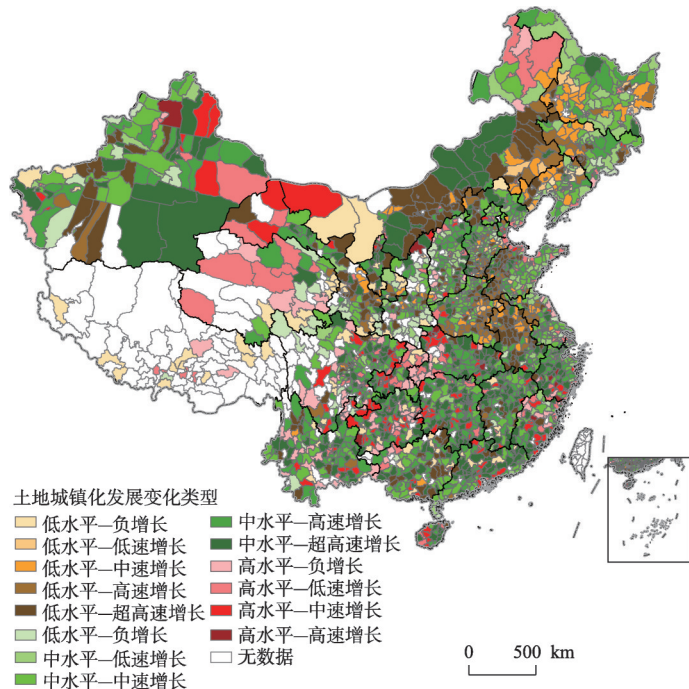 土地城镇化发展变化类型
低水平—负增长
低水平—低速增长
低水平—中速增长
低水平—高速增长
低水平—超高速增长
低水平—负增长
中水平—低速增长
中水平—中速增长
中水平—高速增长
中水平—超高速增长
高水平—负增长
高水平—低速增长
高水平—中速增长
高水平—高速增长
无数据
0 500 km